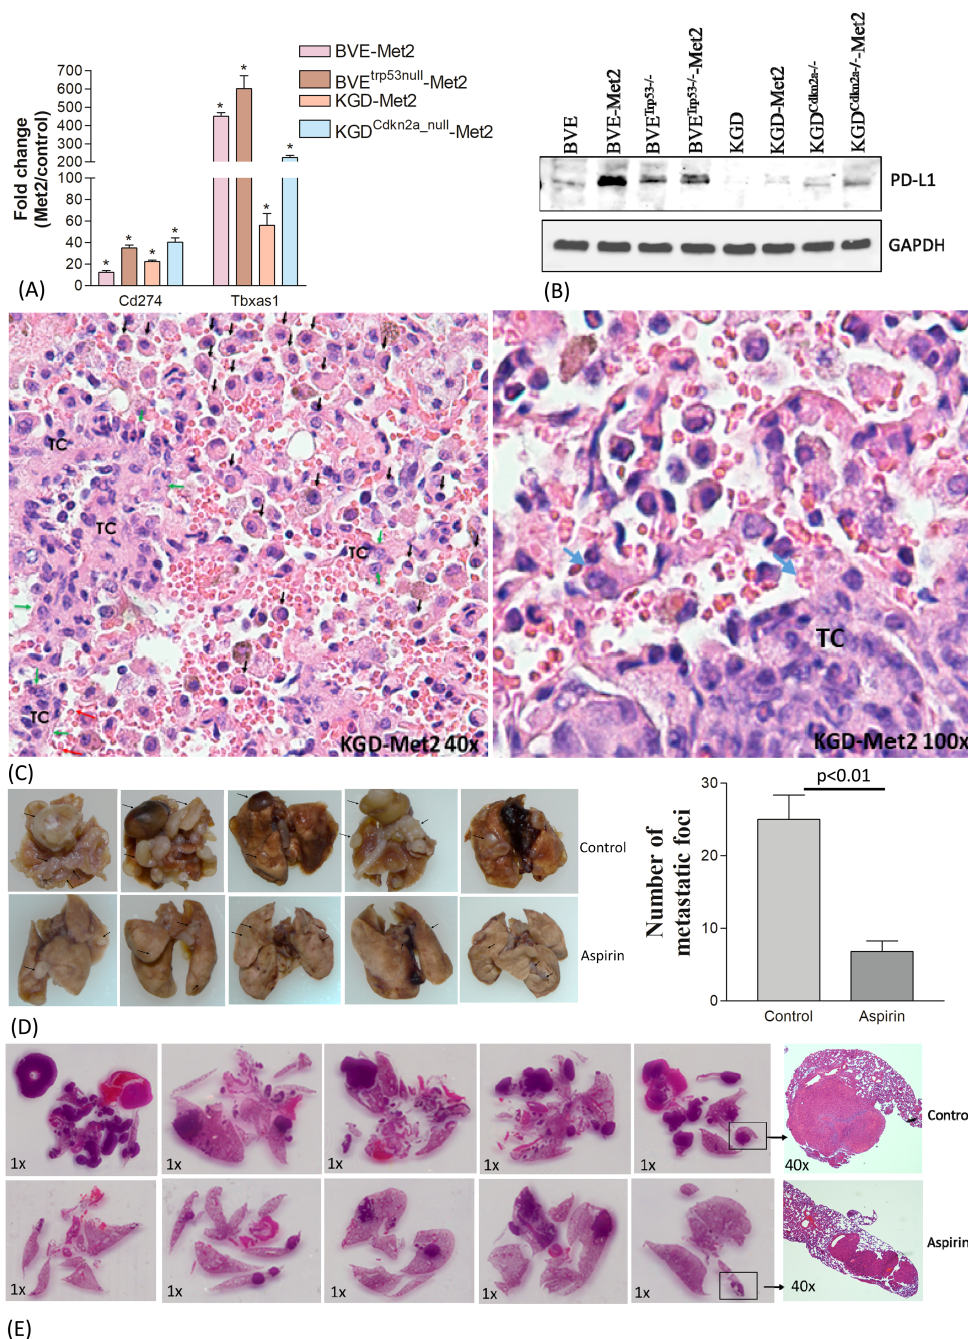 BVE-Met2
BVEtrp53null-Met2
KGD-Met2
KGDCdkn2a_null-Met2
Fold change
(Met2/control)
700
600
500
400
300
200
100
80
60
40
20
0
* * * * * * * *
Cd274 Tbxas1
(A)
BVE
BVE-Met2
BVETrp53-/-
BVETrp53-/-Met2
KGD
KGD-Met2
KGDCdkn2a-/-
KGDCdkn2a-/-Met2
PD-L1
GAPDH
(B)
TC
TC
TC
TC
KGD-Met2 40x
TC
KGD-Met2 100x
(C)
Control
Aspirin
(D)
p<0.01
Number of
metastatic foci
30
20
10
0
Control Aspirin
1x 1x 1x 1x 1x 40x
Control
1x 1x 1x 1x 1x 40x
Aspirin
(E)